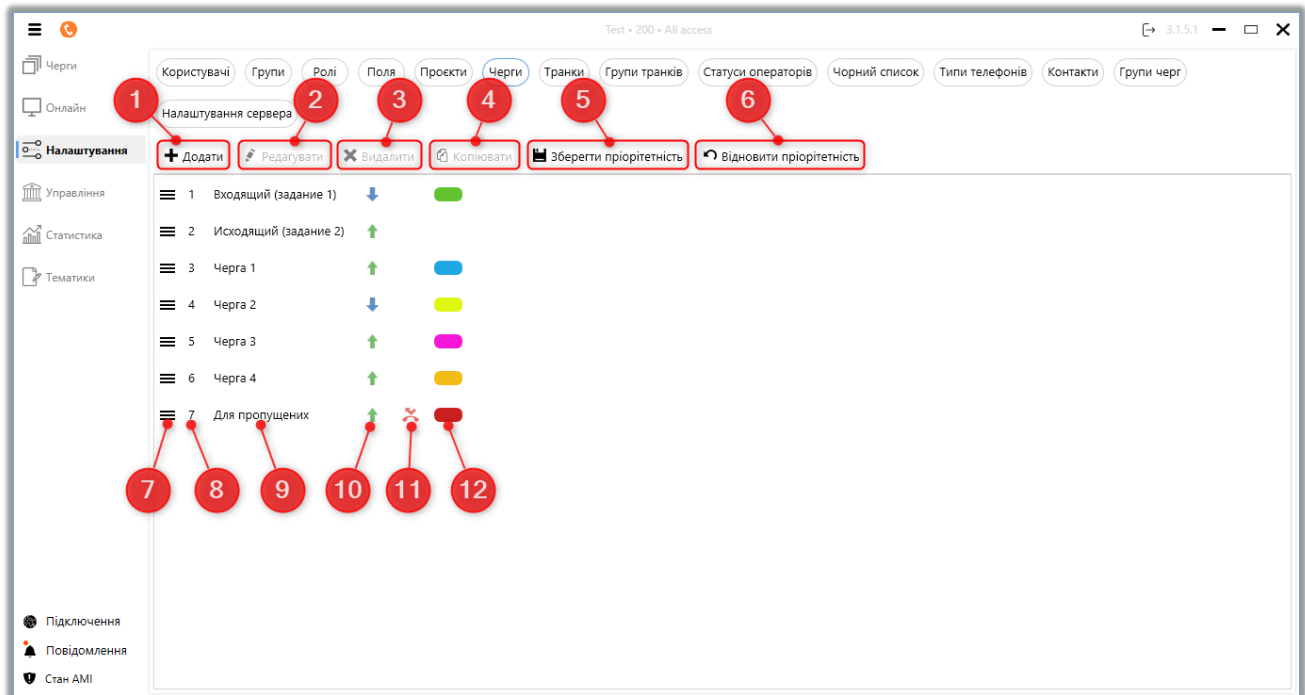 Test • 200 • All access
3.1.5.1
Черги
Онлайн
Налаштування
Управління
Статистика
Тематики
Користувачі Групи Ролі Поля Проєкти Черги Транки Групи транків Статуси операторів Чорний список Типи телефонів Контакти Групи черг
Налаштування сервера
1 2 3 4 5 6
Додати Редагувати Видалити Копіювати Зберегти пріорітетність Відновити пріорітетність
1 Входящий (задание 1)
2 Исходящий (задание 2)
3 Черга 1
4 Черга 2
5 Черга 3
6 Черга 4
7 Для пропущених
7 8 9 10 11 12
Підключення
Повідомлення
Стан AMI